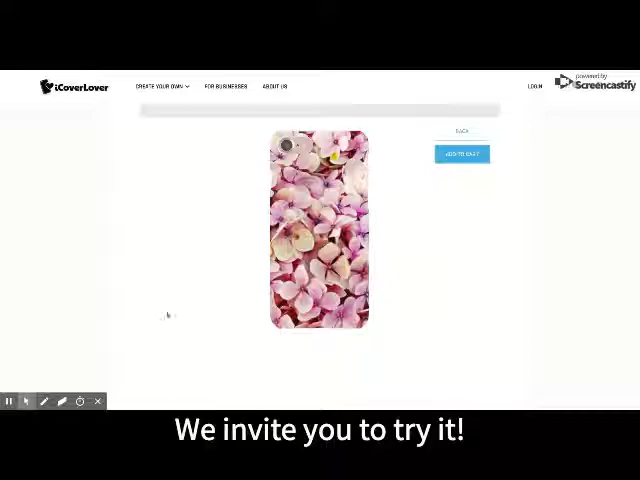 powered by
Screencastify
iCoverLover
CREATE YOUR OWN
FOR BUSINESSES
ABOUT US
LOGIN
BACK
ADD TO CART
We invite you to try it!